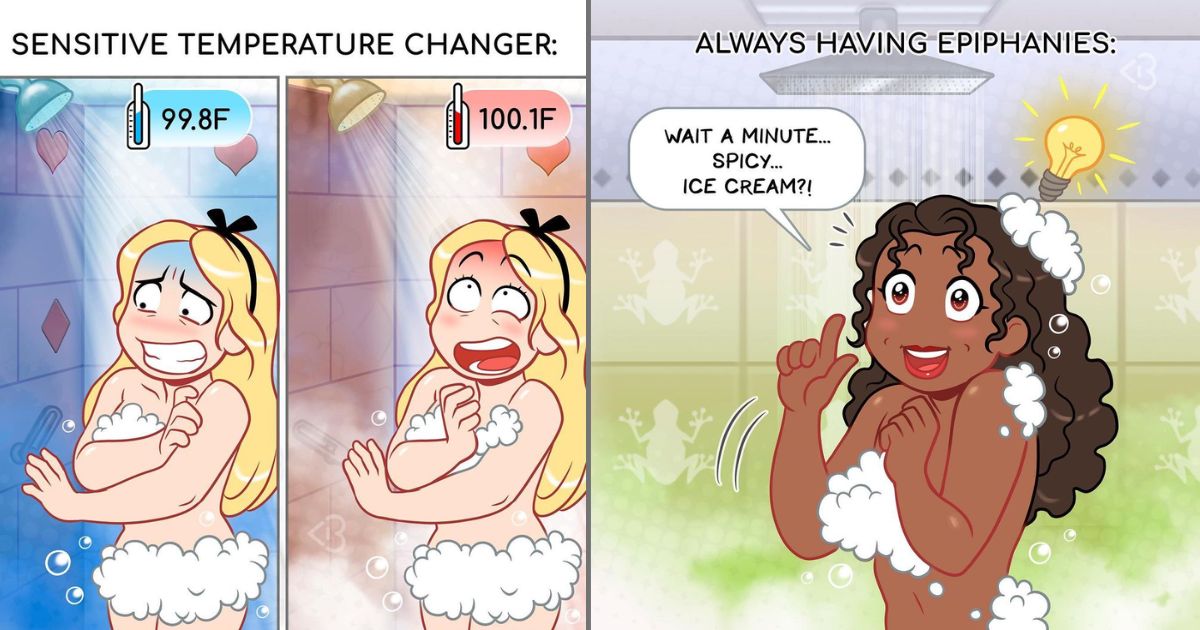 SENSITIVE TEMPERATURE CHANGER:
99.8F
100.1F
ALWAYS HAVING EPIPHANIES:
WAIT A MINUTE...
SPICY...
ICE CREAM?!